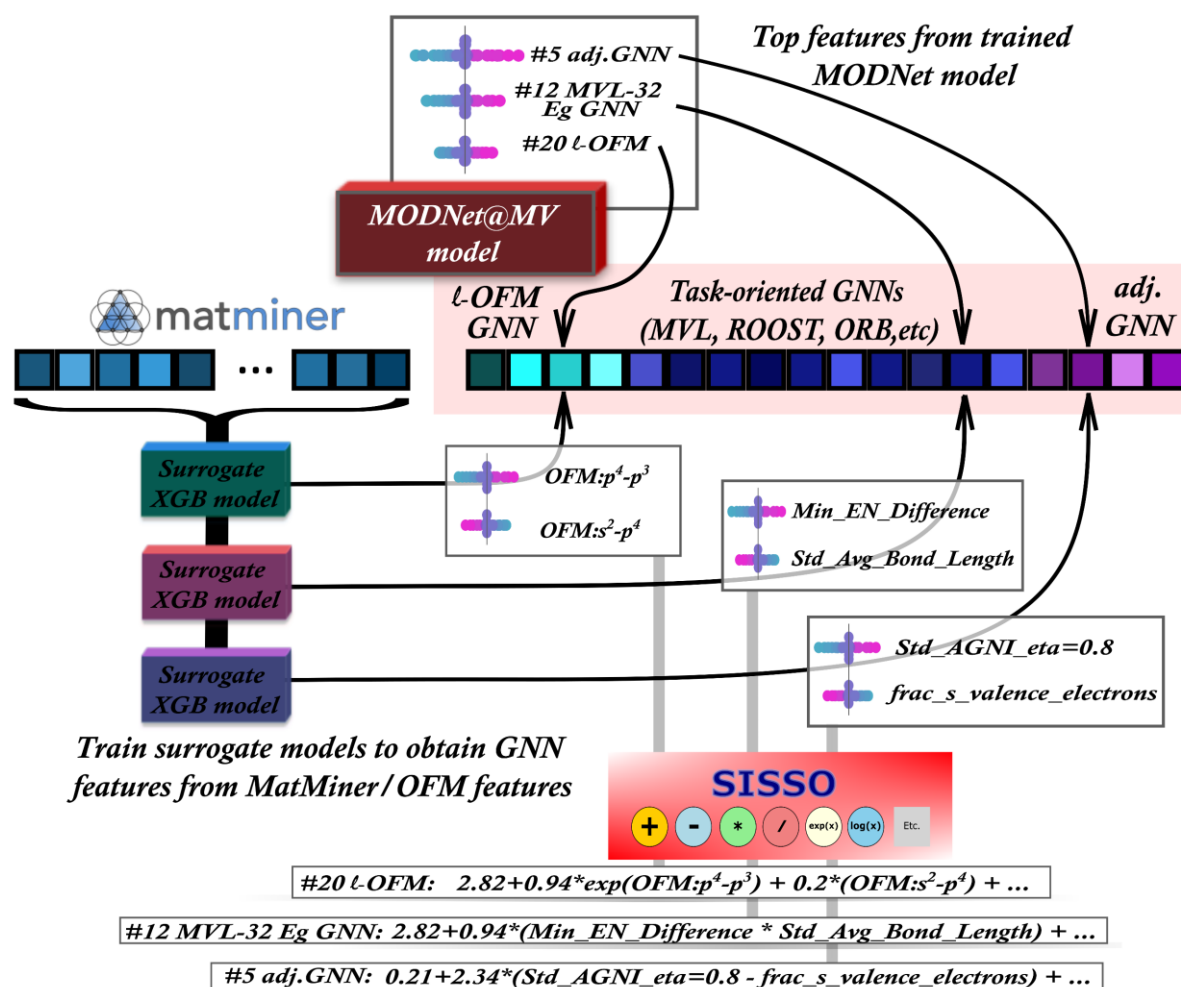 #5 adj.GNN
#12 MVL-32
Eg GNN
#20 ℓ-OFM
Top features from trained
MODNet model
MODNet@MV
model
matminer
...
ℓ-OFM
GNN
Task-oriented GNNs
(MVL, ROOST, ORB,etc)
adj.
GNN
Surrogate
XGB model
Surrogate
XGB model
Surrogate
XGB model
OFM:p⁴-p³
OFM:s²-p⁴
Min_EN_Difference
Std_Avg_Bond_Length
Std_AGNI_eta=0.8
frac_s_valence_electrons
Train surrogate models to obtain GNN
features from MatMiner/OFM features
SISSO
+ - * / exp(x) log(x) Etc.
#20 ℓ-OFM: 2.82+0.94*exp(OFM:p⁴-p³) + 0.2*(OFM:s²-p⁴) + ...
#12 MVL-32 Eg GNN: 2.82+0.94*(Min_EN_Difference * Std_Avg_Bond_Length) + ...
#5 adj.GNN: 0.21+2.34*(Std_AGNI_eta=0.8 - frac_s_valence_electrons) + ...